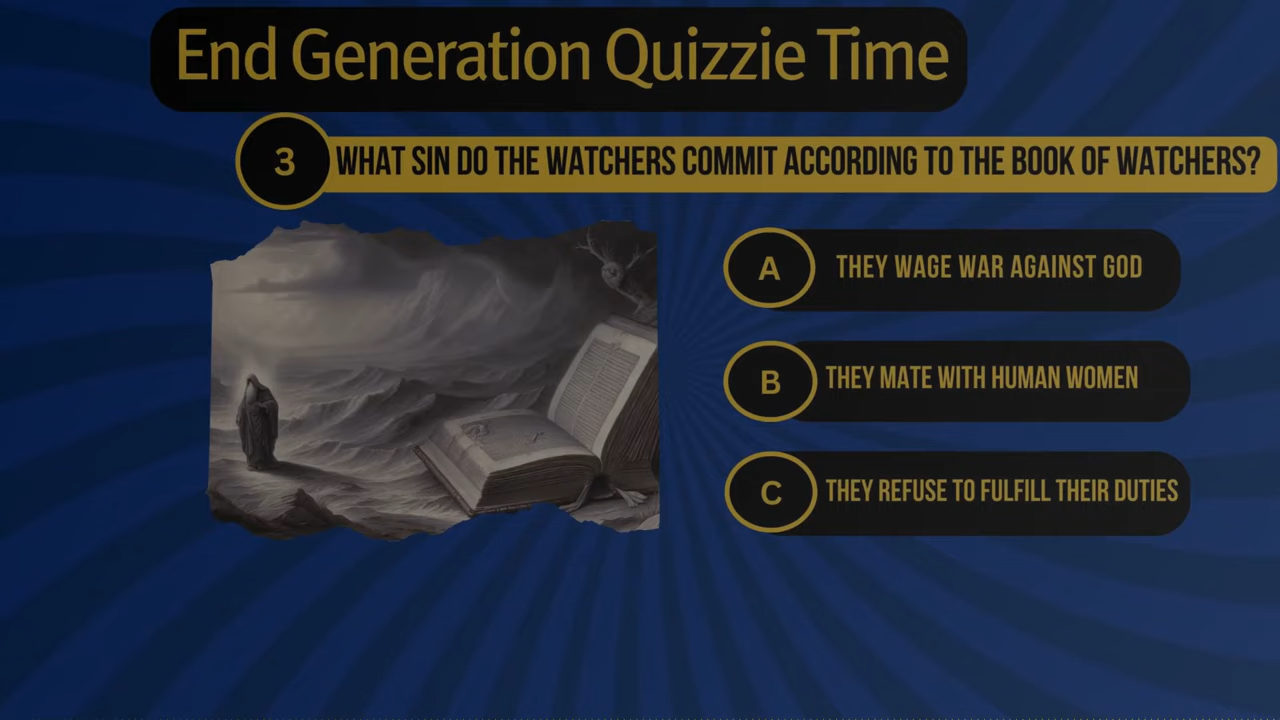 End Generation Quizzie Time
3
WHAT SIN DO THE WATCHERS COMMIT ACCORDING TO THE BOOK OF WATCHERS?
A
THEY WAGE WAR AGAINST GOD
B
THEY MATE WITH HUMAN WOMEN
C
THEY REFUSE TO FULFILL THEIR DUTIES